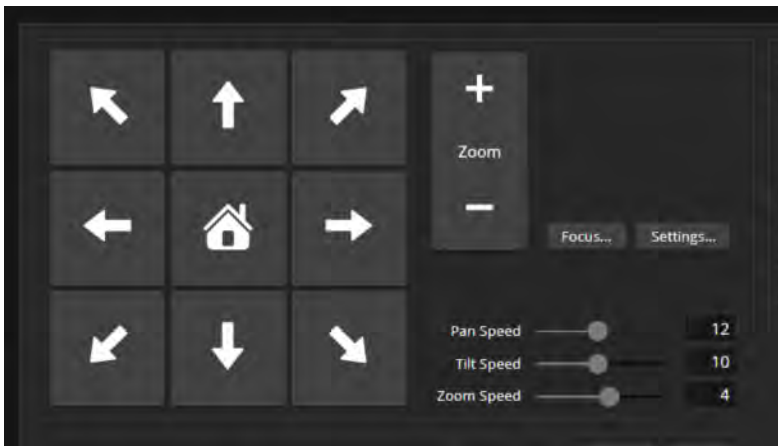 +
Zoom
−
Focus... Settings...
Pan Speed 12
Tilt Speed 10
Zoom Speed 4